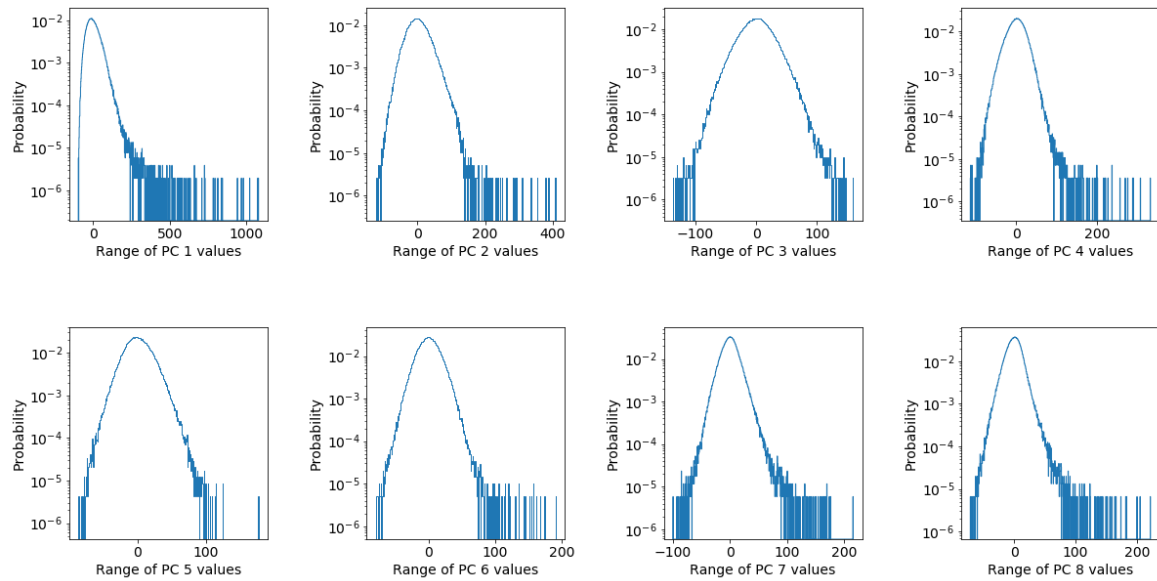 10⁻² 10⁻³ 10⁻⁴ 10⁻⁵ 10⁻⁶
Probability
0 500 1000
Range of PC 1 values
10⁻² 10⁻³ 10⁻⁴ 10⁻⁵ 10⁻⁶
Probability
0 200 400
Range of PC 2 values
10⁻² 10⁻³ 10⁻⁴ 10⁻⁵ 10⁻⁶
Probability
−100 0 100
Range of PC 3 values
10⁻² 10⁻³ 10⁻⁴ 10⁻⁵ 10⁻⁶
Probability
0 200
Range of PC 4 values
10⁻² 10⁻³ 10⁻⁴ 10⁻⁵ 10⁻⁶
Probability
0 100
Range of PC 5 values
10⁻² 10⁻³ 10⁻⁴ 10⁻⁵ 10⁻⁶
Probability
0 100 200
Range of PC 6 values
10⁻² 10⁻³ 10⁻⁴ 10⁻⁵ 10⁻⁶
Probability
−100 0 100 200
Range of PC 7 values
10⁻² 10⁻³ 10⁻⁴ 10⁻⁵ 10⁻⁶
Probability
0 100 200
Range of PC 8 values